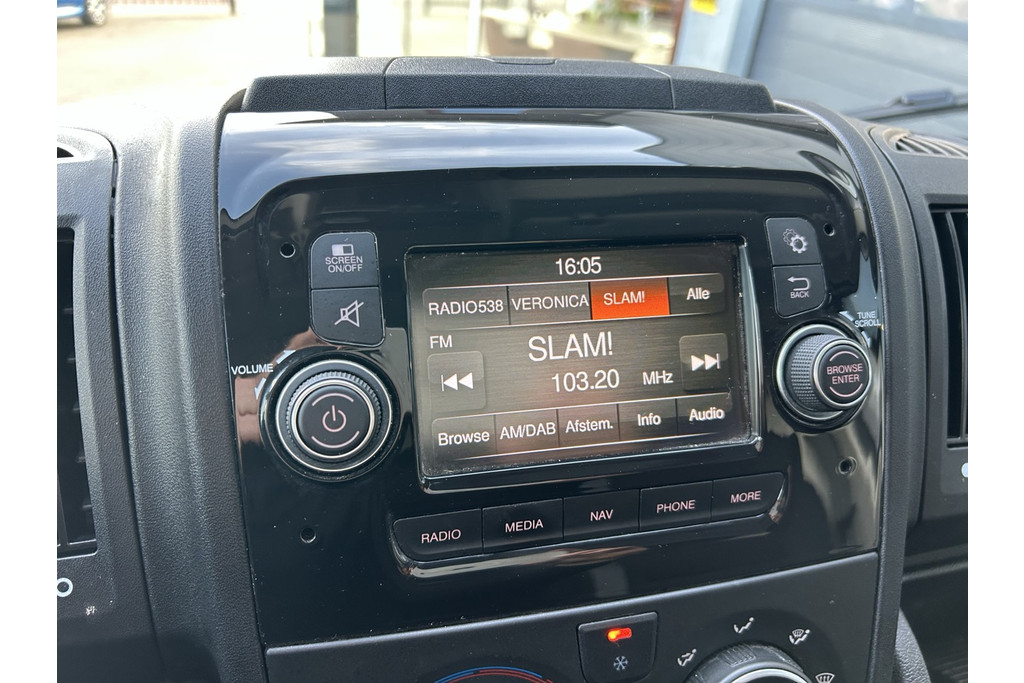 16:05
SCREEN
ON/OFF
RADIO538 VERONICA SLAM! Alle
BACK
FM
SLAM!
103.20 MHz
TUNE
SCROLL
VOLUME
BROWSE
ENTER
Browse AM/DAB Afstem. Info Audio
RADIO MEDIA NAV PHONE MORE